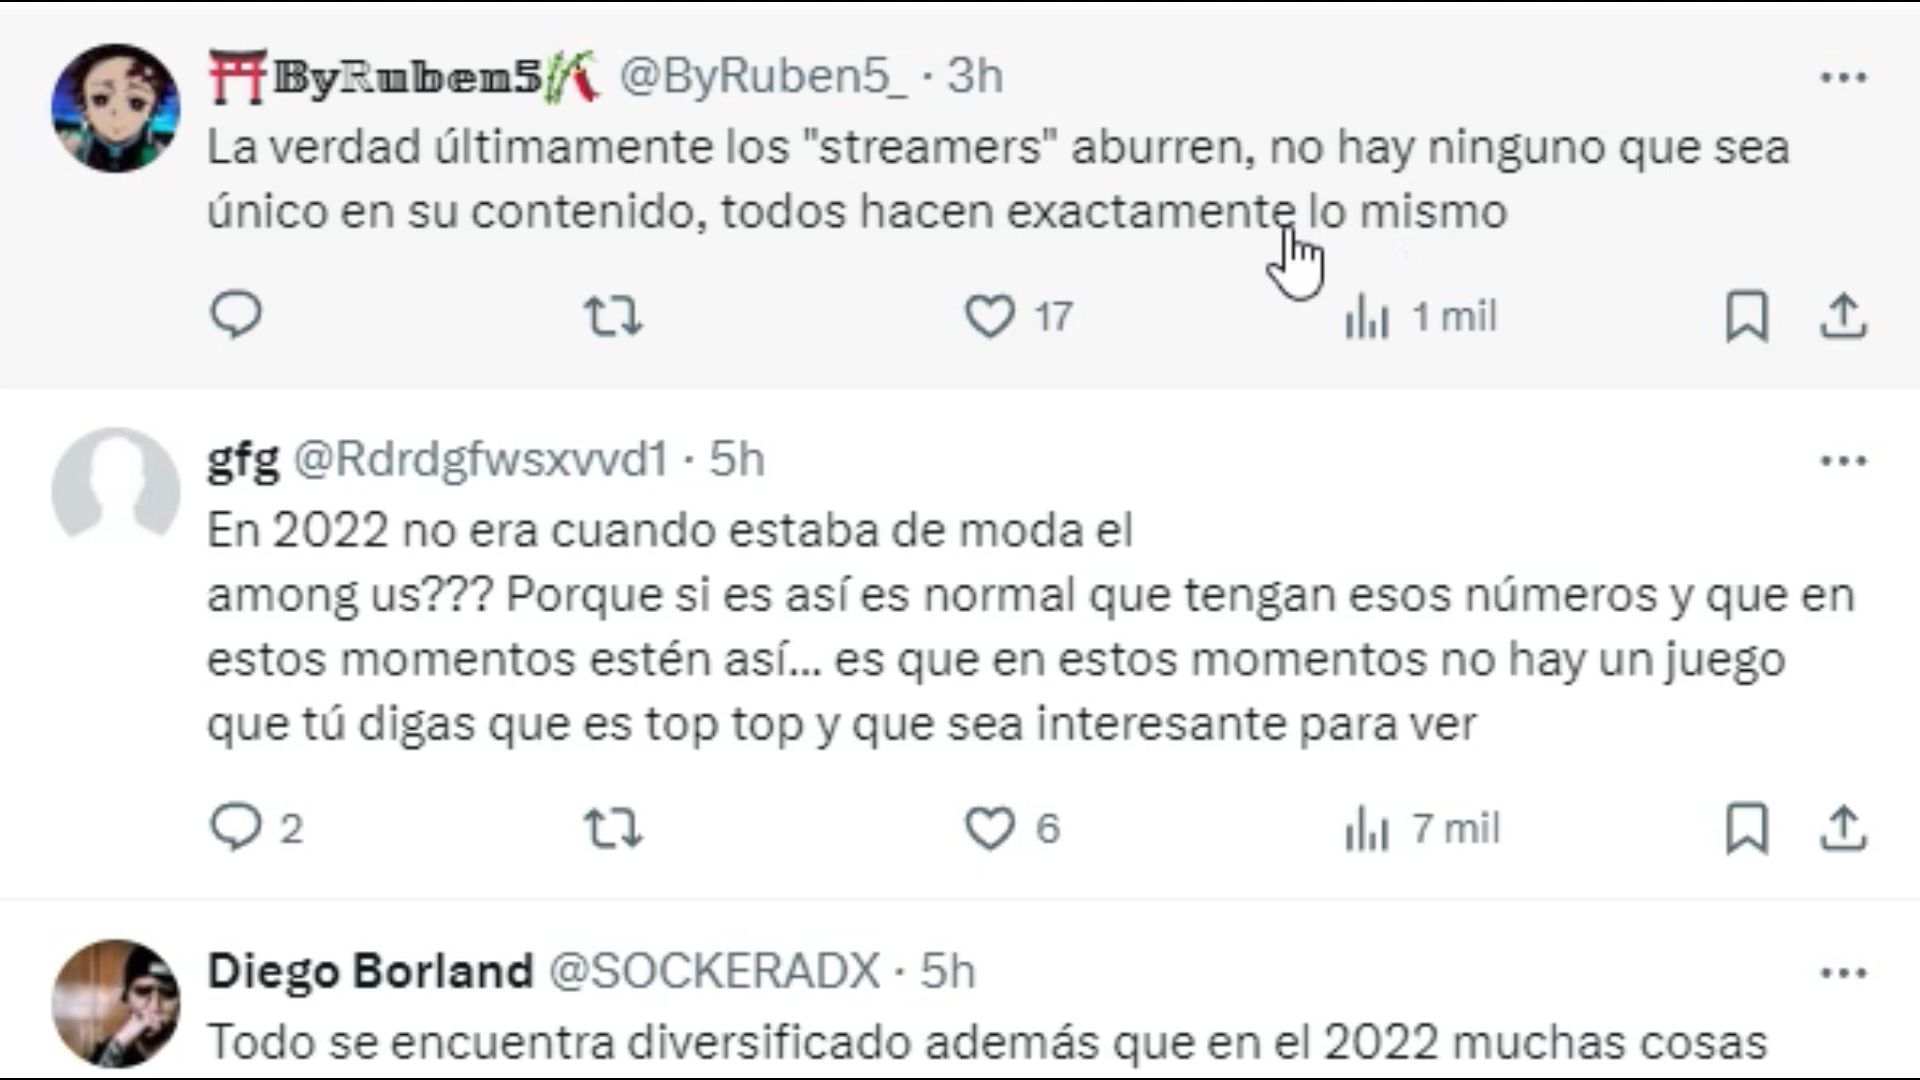 ⛩️𝔹𝕪ℝ𝕦𝕓𝕖𝕟𝟝🎋🌶️ @ByRuben5_ · 3h
La verdad últimamente los "streamers" aburren, no hay ninguno que sea
único en su contenido, todos hacen exactamente lo mismo
17 1 mil
gfg @Rdrdgfwsxvvd1 · 5h
En 2022 no era cuando estaba de moda el
among us??? Porque si es así es normal que tengan esos números y que en
estos momentos estén así... es que en estos momentos no hay un juego
que tú digas que es top top y que sea interesante para ver
2 6 7 mil
Diego Borland @SOCKERADX · 5h
Todo se encuentra diversificado además que en el 2022 muchas cosas